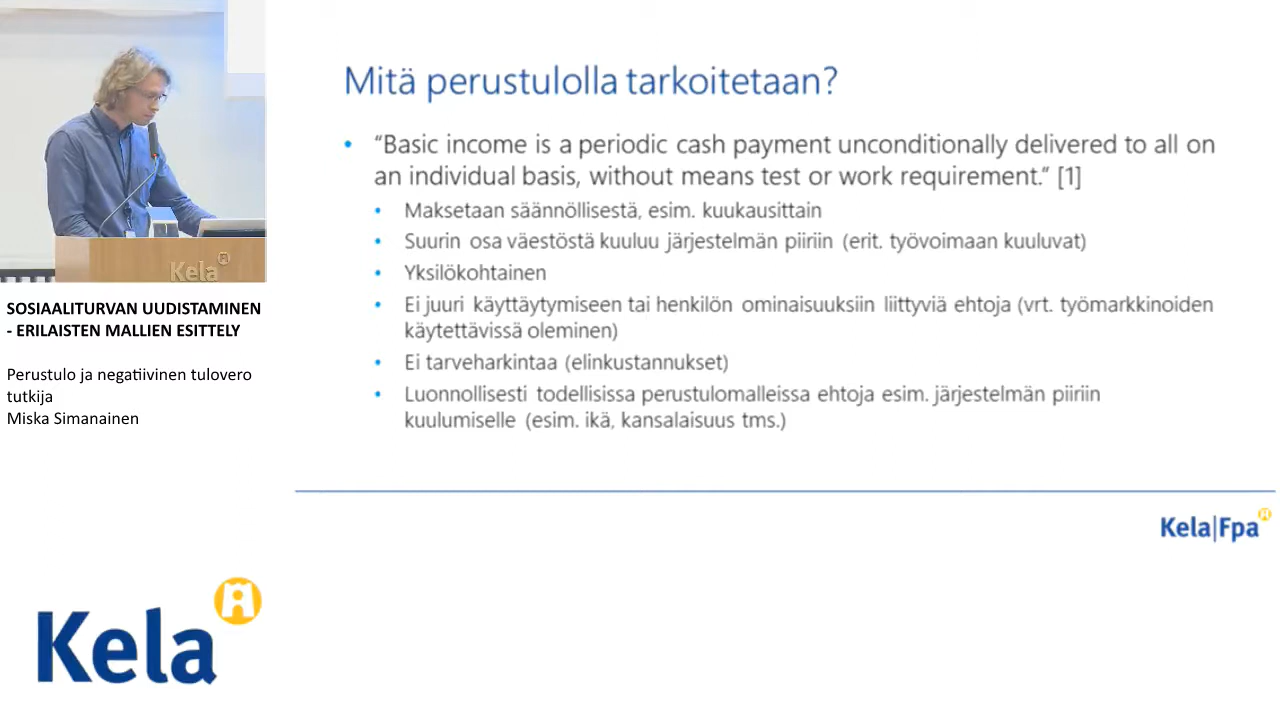 Kela
SOSIAALITURVAN UUDISTAMINEN
- ERILAISTEN MALLIEN ESITTELY
Perustulo ja negatiivinen tulovero
tutkija
Miska Simanainen
Kela
Mitä perustulolla tarkoitetaan?
• “Basic income is a periodic cash payment unconditionally delivered to all on
an individual basis, without means test or work requirement.” [1]
• Maksetaan säännöllisestä, esim. kuukausittain
• Suurin osa väestöstä kuuluu järjestelmän piiriin (erit. työvoimaan kuuluvat)
• Yksilökohtainen
• Ei juuri käyttäytymiseen tai henkilön ominaisuuksiin liittyviä ehtoja (vrt. työmarkkinoiden
käytettävissä oleminen)
• Ei tarveharkintaa (elinkustannukset)
• Luonnollisesti todellisissa perustulomalleissa ehtoja esim. järjestelmän piiriin
kuulumiselle (esim. ikä, kansalaisuus tms.)
Kela|Fpa